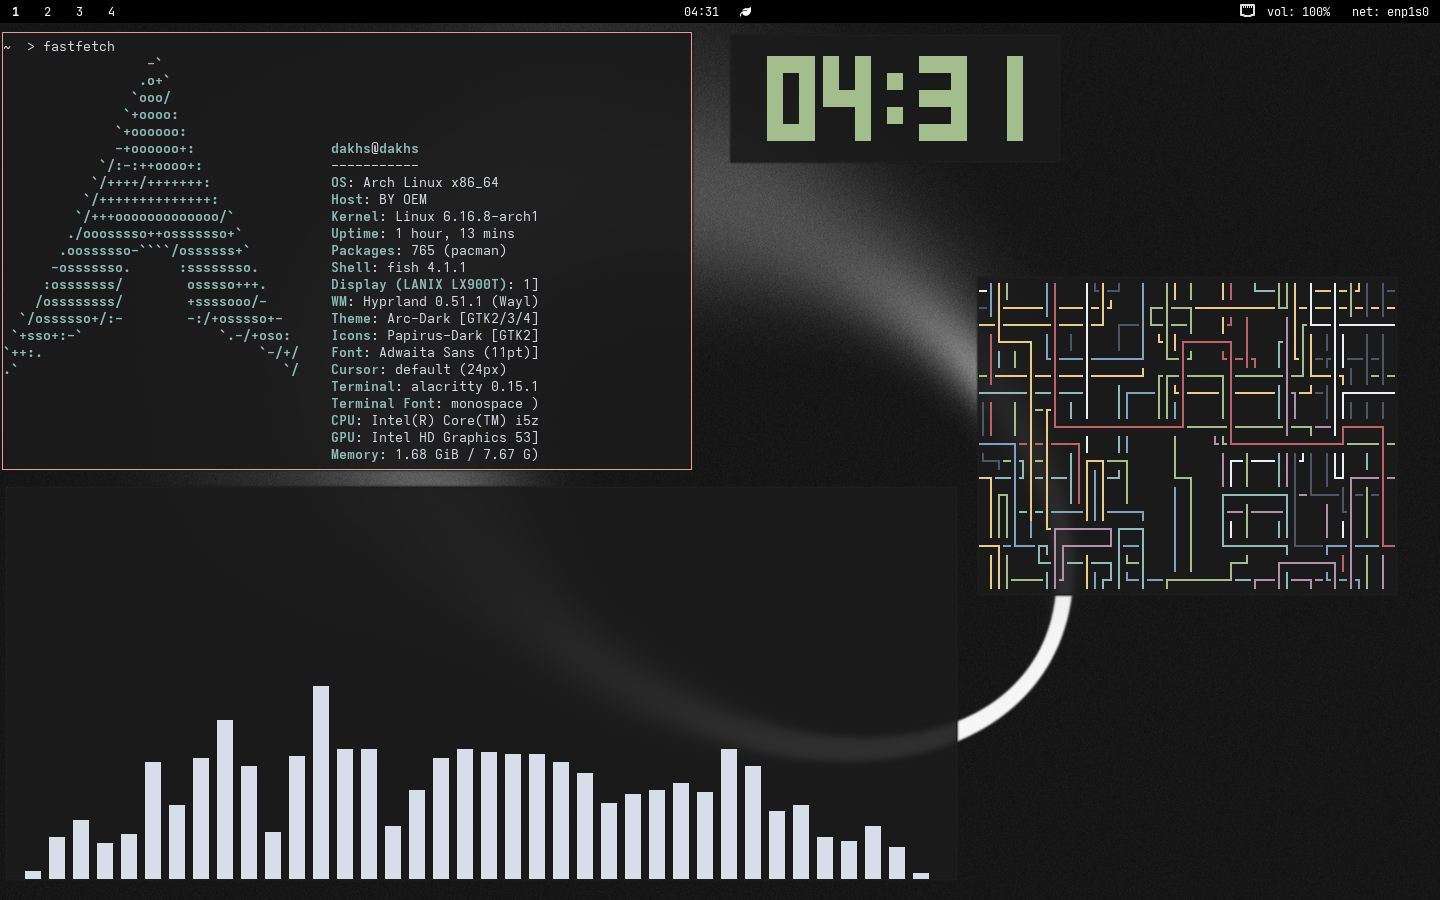 1 2 3 4 04:31 vol: 100% net: enp1s0
~ > fastfetch
04:31
-`
.o+`
`ooo/
`+oooo:
`+oooooo:
-+oooooo+: dakhs@dakhs
`/:-:++oooo+: -----------
`/++++/+++++++: OS: Arch Linux x86_64
`/++++++++++++++: Host: BY OEM
`/+++ooooooooooooo/` Kernel: Linux 6.16.8-arch1
./ooosssso++osssssso+` Uptime: 1 hour, 13 mins
.oossssso-````/ossssss+` Packages: 765 (pacman)
-osssssso. :ssssssso. Shell: fish 4.1.1
:osssssss/ osssso+++. Display (LANIX LX900T): 1]
/ossssssss/ +ssssooo/- WM: Hyprland 0.51.1 (Wayl)
`/ossssso+/:- -:/+osssso+- Theme: Arc-Dark [GTK2/3/4]
`+sso+:-` `.-/+oso: Icons: Papirus-Dark [GTK2]
`++:. `-/+/ Font: Adwaita Sans (11pt)]
.` `/ Cursor: default (24px)
Terminal: alacritty 0.15.1
Terminal Font: monospace )
CPU: Intel(R) Core(TM) i5z
GPU: Intel HD Graphics 53]
Memory: 1.68 GiB / 7.67 G)